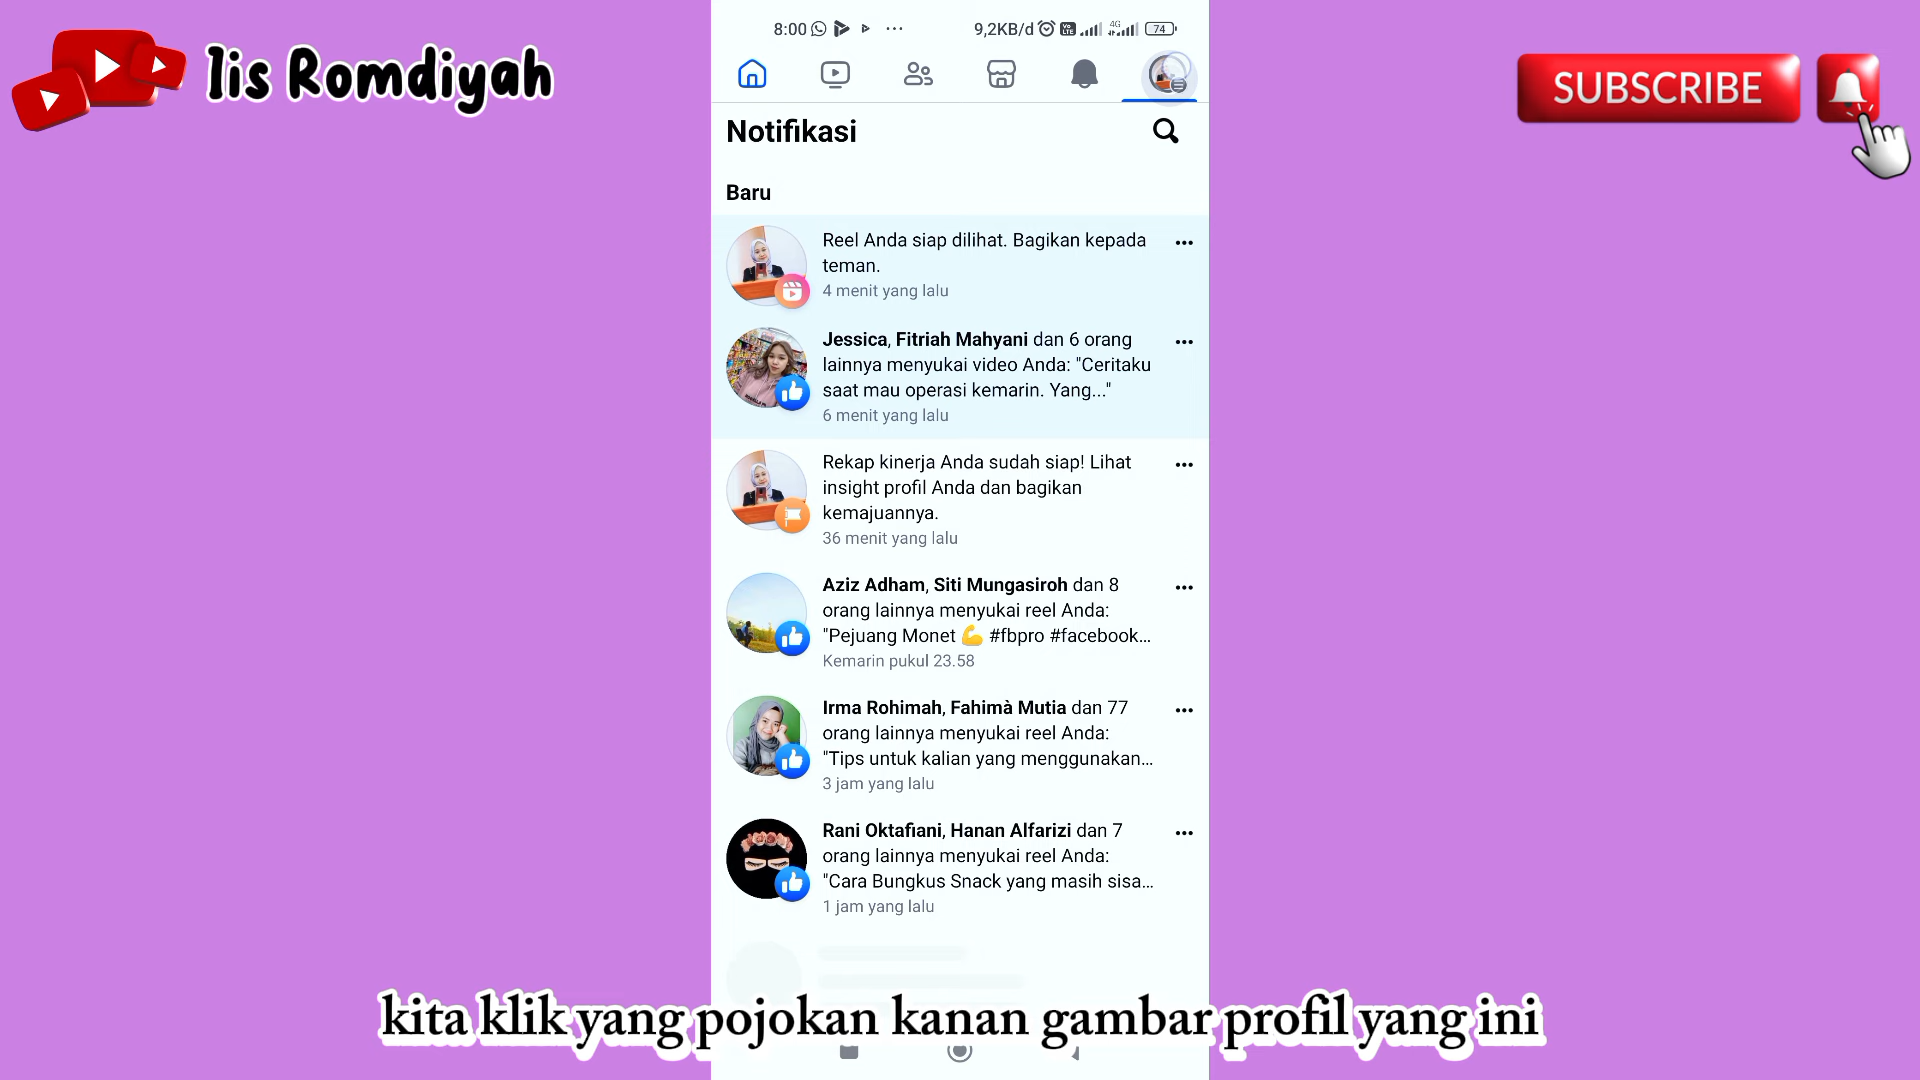 Iis Romdiyah
SUBSCRIBE
8:00
9,2KB/d
Vo LTE
4G
74
Notifikasi
Baru
Reel Anda siap dilihat. Bagikan kepada
teman.
4 menit yang lalu
Jessica, Fitriah Mahyani dan 6 orang
lainnya menyukai video Anda: "Ceritaku
saat mau operasi kemarin. Yang..."
6 menit yang lalu
Rekap kinerja Anda sudah siap! Lihat
insight profil Anda dan bagikan
kemajuannya.
36 menit yang lalu
Aziz Adham, Siti Mungasiroh dan 8
orang lainnya menyukai reel Anda:
"Pejuang Monet 💪 #fbpro #facebook...
Kemarin pukul 23.58
Irma Rohimah, Fahimà Mutia dan 77
orang lainnya menyukai reel Anda:
"Tips untuk kalian yang menggunakan...
3 jam yang lalu
Rani Oktafiani, Hanan Alfarizi dan 7
orang lainnya menyukai reel Anda:
"Cara Bungkus Snack yang masih sisa...
1 jam yang lalu
kita klik yang pojokan kanan gambar profil yang ini